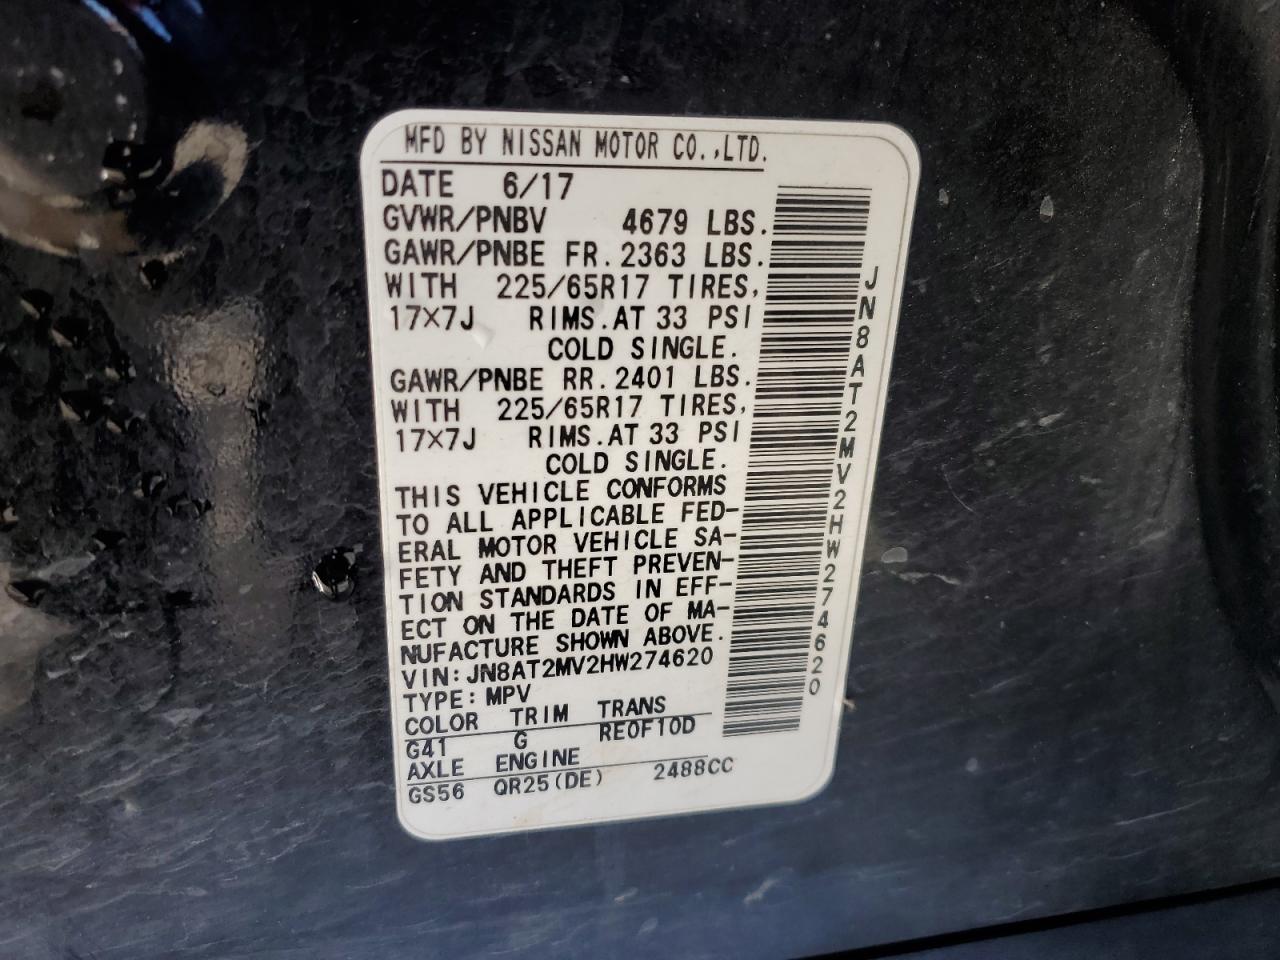 MFD BY NISSAN MOTOR CO.,LTD.
DATE 6/17
GVWR/PNBV 4679 LBS.
GAWR/PNBE FR.2363 LBS.
WITH 225/65R17 TIRES,
17×7J RIMS.AT 33 PSI
COLD SINGLE.
GAWR/PNBE RR.2401 LBS.
WITH 225/65R17 TIRES,
17×7J RIMS.AT 33 PSI
COLD SINGLE.
THIS VEHICLE CONFORMS
TO ALL APPLICABLE FED-
ERAL MOTOR VEHICLE SA-
FETY AND THEFT PREVEN-
TION STANDARDS IN EFF-
ECT ON THE DATE OF MA-
NUFACTURE SHOWN ABOVE.
VIN:JN8AT2MV2HW274620
TYPE:MPV
COLOR TRIM TRANS
G41 G RE0F10D
AXLE ENGINE
GS56 QR25(DE) 2488CC
JN8AT2MV2HW274620